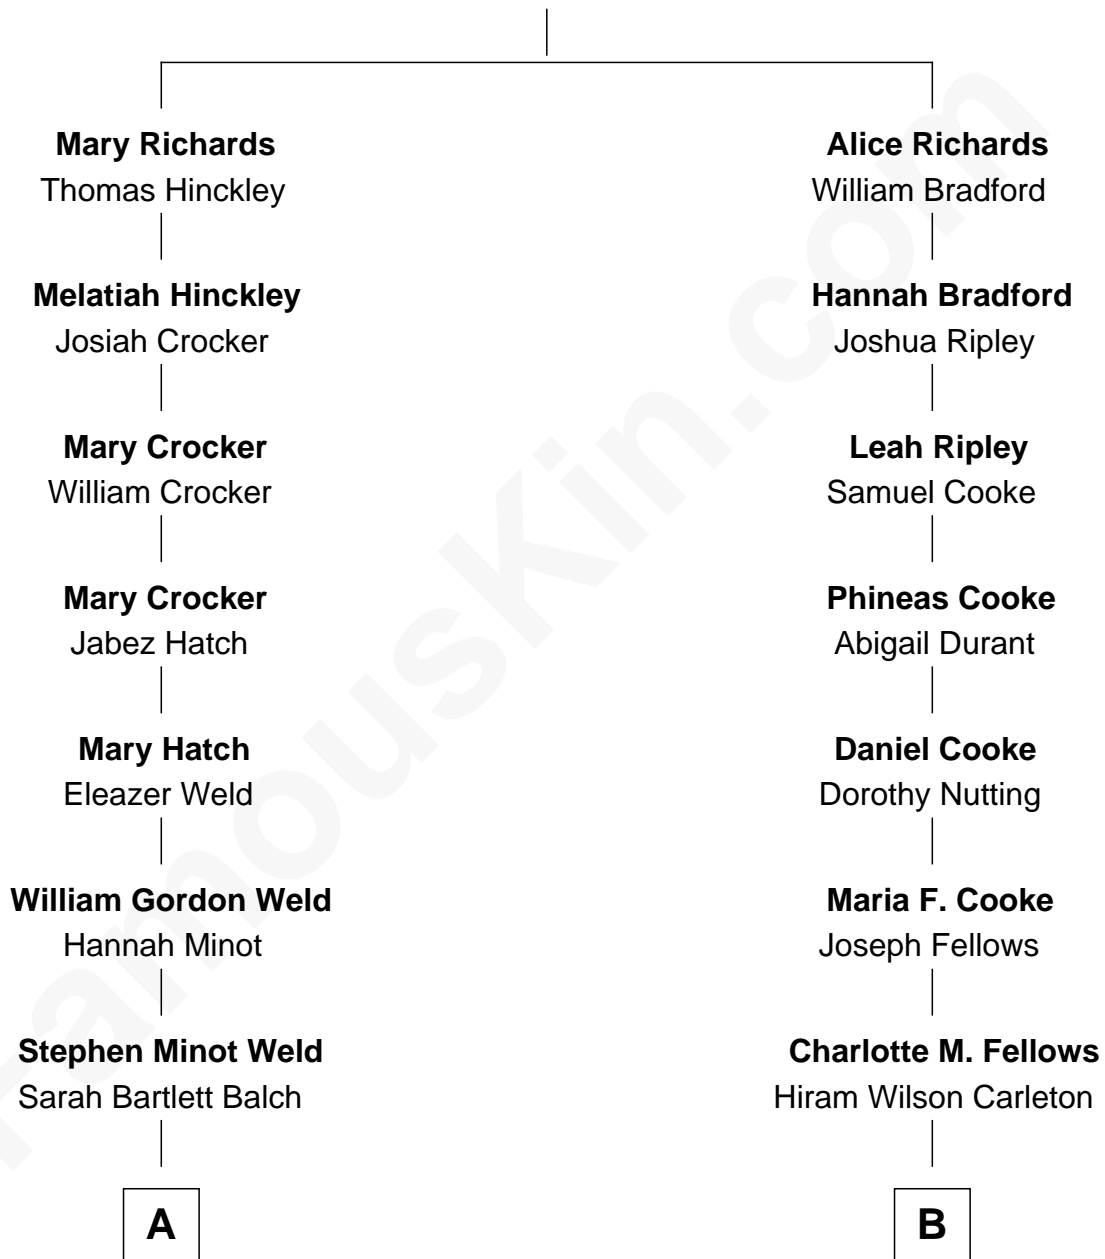 Mary Richards
Thomas Hinckley
Alice Richards
William Bradford
Melatiah Hinckley
Josiah Crocker
Hannah Bradford
Joshua Ripley
Mary Crocker
William Crocker
Leah Ripley
Samuel Cooke
Mary Crocker
Jabez Hatch
Phineas Cooke
Abigail Durant
Mary Hatch
Eleazer Weld
Daniel Cooke
Dorothy Nutting
William Gordon Weld
Hannah Minot
Maria F. Cooke
Joseph Fellows
Stephen Minot Weld
Sarah Bartlett Balch
Charlotte M. Fellows
Hiram Wilson Carleton
A
B
FamousKin.com